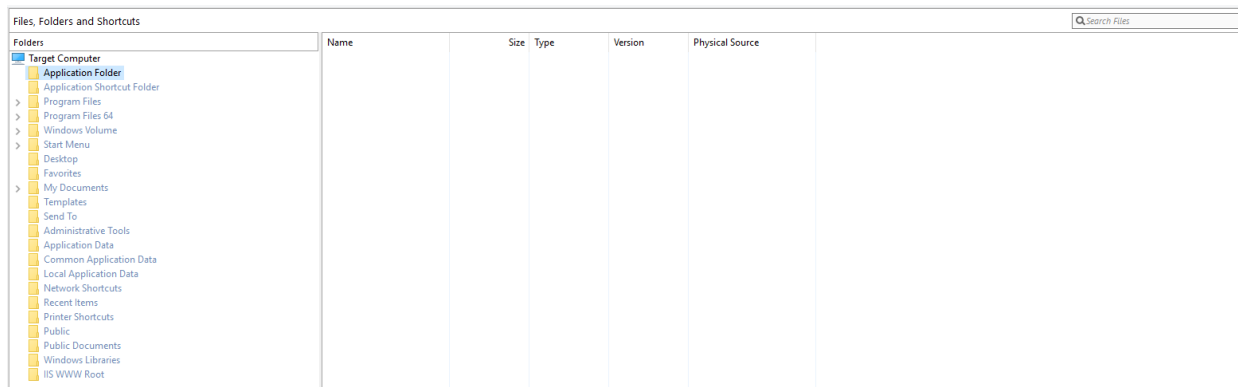 Files, Folders and Shortcuts
Search Files
Folders
Name Size Type Version Physical Source
Target Computer
Application Folder
Application Shortcut Folder
Program Files
Program Files 64
Windows Volume
Start Menu
Desktop
Favorites
My Documents
Templates
Send To
Administrative Tools
Application Data
Common Application Data
Local Application Data
Network Shortcuts
Recent Items
Printer Shortcuts
Public
Public Documents
Windows Libraries
IIS WWW Root